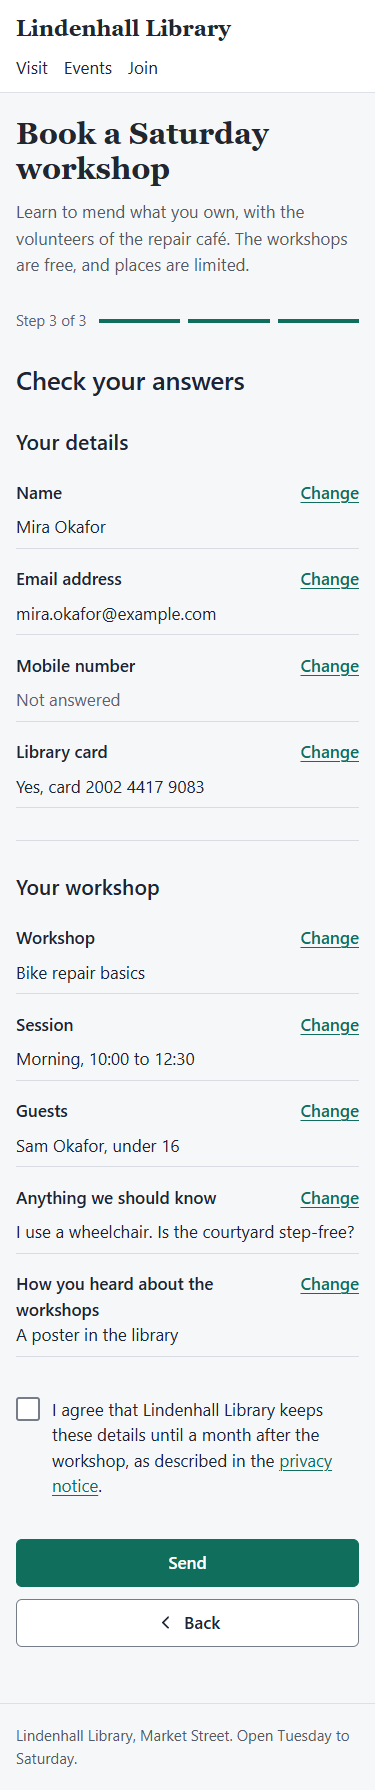 Lindenhall Library
Visit Events Join
Book a Saturday
workshop
Learn to mend what you own, with the
volunteers of the repair café. The workshops
are free, and places are limited.
Step 3 of 3
Check your answers
Your details
Name Change
Mira Okafor
Email address Change
mira.okafor@example.com
Mobile number Change
Not answered
Library card Change
Yes, card 2002 4417 9083
Your workshop
Workshop Change
Bike repair basics
Session Change
Morning, 10:00 to 12:30
Guests Change
Sam Okafor, under 16
Anything we should know Change
I use a wheelchair. Is the courtyard step-free?
How you heard about the Change
workshops
A poster in the library
I agree that Lindenhall Library keeps
these details until a month after the
workshop, as described in the privacy
notice.
Send
Back
Lindenhall Library, Market Street. Open Tuesday to
Saturday.